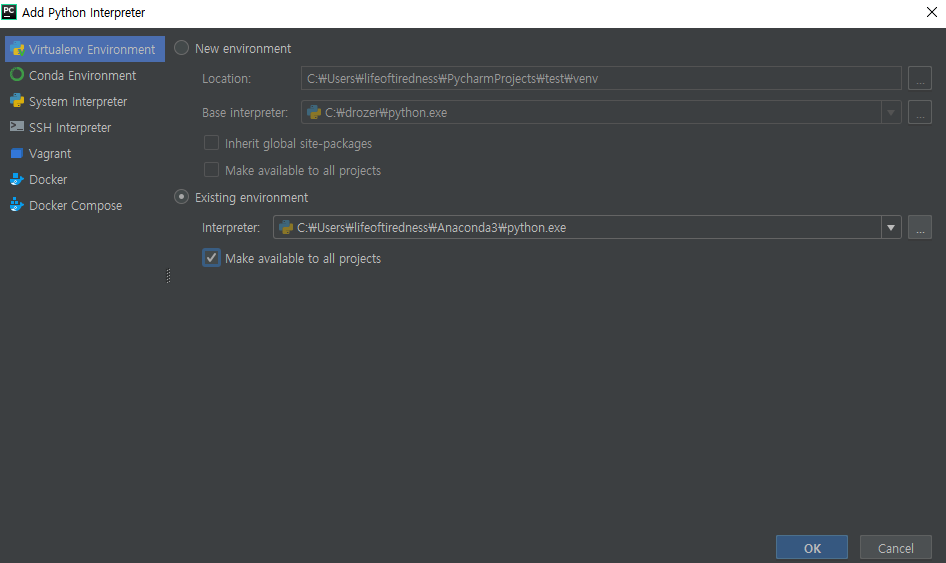 PC
Add Python Interpreter
Virtualenv Environment
Conda Environment
System Interpreter
SSH Interpreter
Vagrant
Docker
Docker Compose
New environment
Location: C:₩Users₩lifeoftiredness₩PycharmProjects₩test₩venv ...
Base interpreter: C:₩drozer₩python.exe ...
Inherit global site-packages
Make available to all projects
Existing environment
Interpreter: C:₩Users₩lifeoftiredness₩Anaconda3₩python.exe ...
Make available to all projects
OK Cancel